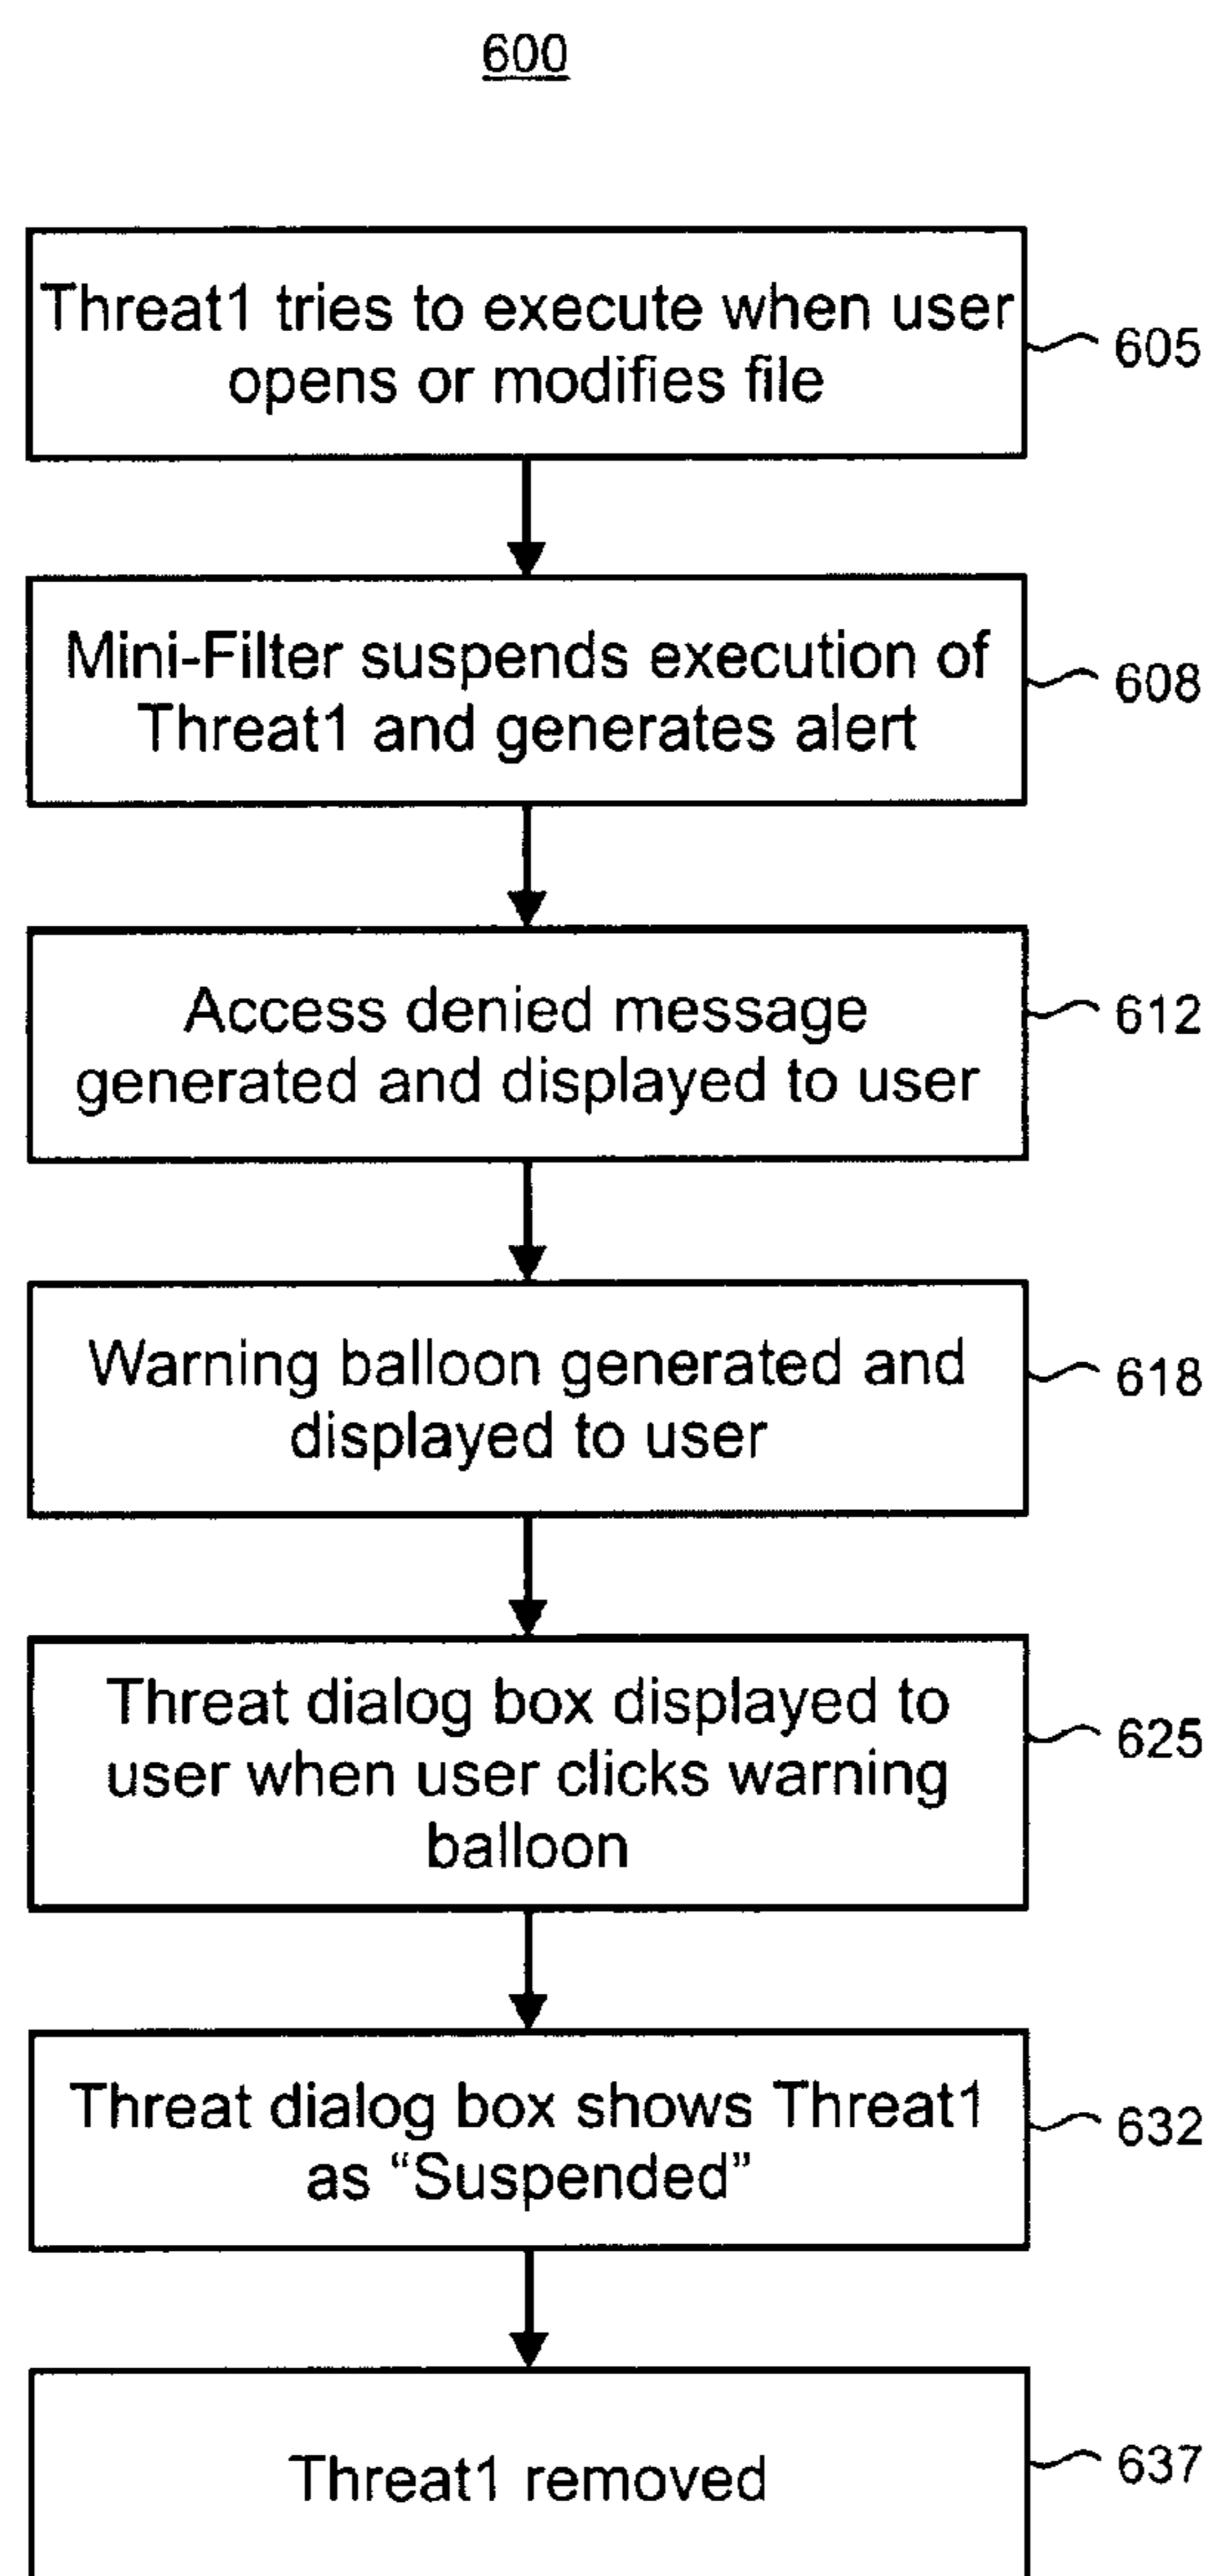 600
Threat1 tries to execute when user
opens or modifies file
605
Mini-Filter suspends execution of
Threat1 and generates alert
608
Access denied message
generated and displayed to user
612
Warning balloon generated and
displayed to user
618
Threat dialog box displayed to
user when user clicks warning
balloon
625
Threat dialog box shows Threat1
as “Suspended”
632
Threat1 removed
637